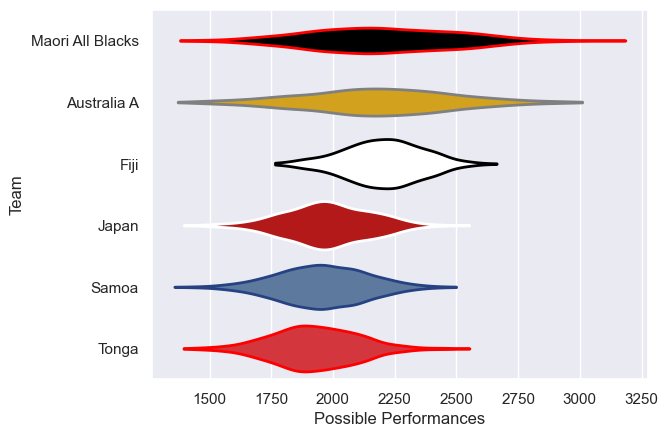 Maori All Blacks
Australia A
Fiji
Japan
Samoa
Tonga
Team
1500 1750 2000 2250 2500 2750 3000 3250
Possible Performances